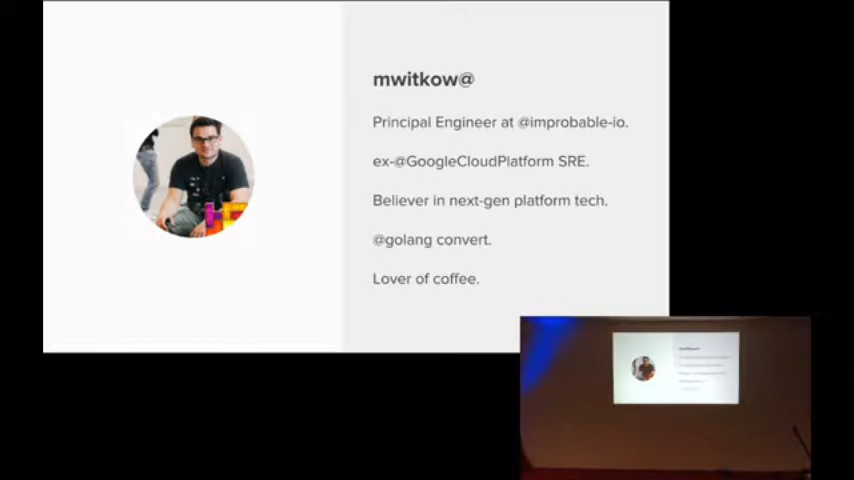 mwitkow@
Principal Engineer at @improbable-io.
ex-@GoogleCloudPlatform SRE.
Believer in next-gen platform tech.
@golang convert.
Lover of coffee.